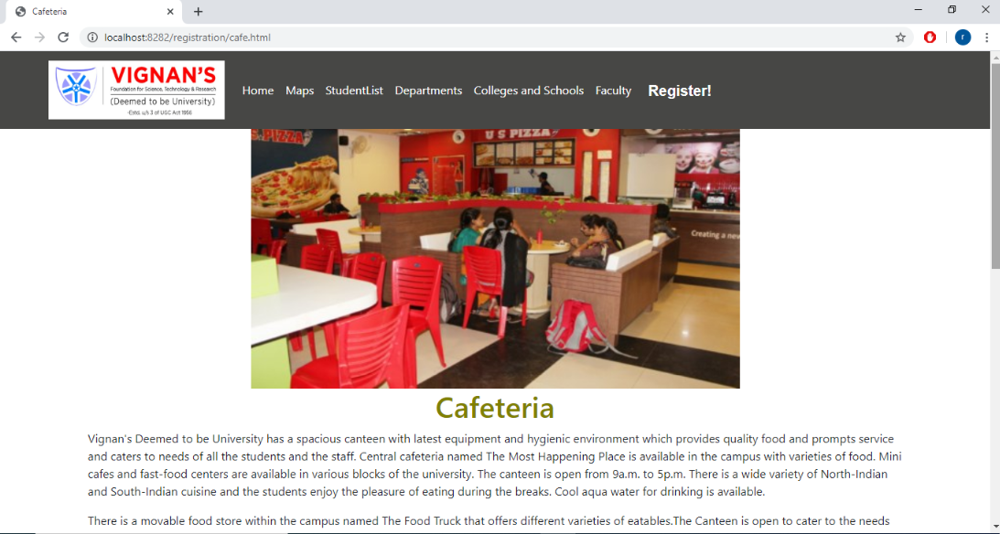 Cafeteria
localhost:8282/registration/cafe.html
r
VIGNAN'S
Foundation for Science, Technology & Research
(Deemed to be University)
-Estd. u/s 3 of UGC Act 1956
Home Maps StudentList Departments Colleges and Schools Faculty Register!
S. PIZZA
U S PIZZA
Creating a new
Cafeteria
Vignan's Deemed to be University has a spacious canteen with latest equipment and hygienic environment which provides quality food and prompts service
and caters to needs of all the students and the staff. Central cafeteria named The Most Happening Place is available in the campus with varieties of food. Mini
cafes and fast-food centers are available in various blocks of the university. The canteen is open from 9a.m. to 5p.m. There is a wide variety of North-Indian
and South-Indian cuisine and the students enjoy the pleasure of eating during the breaks. Cool aqua water for drinking is available.
There is a movable food store within the campus named The Food Truck that offers different varieties of eatables.The Canteen is open to cater to the needs